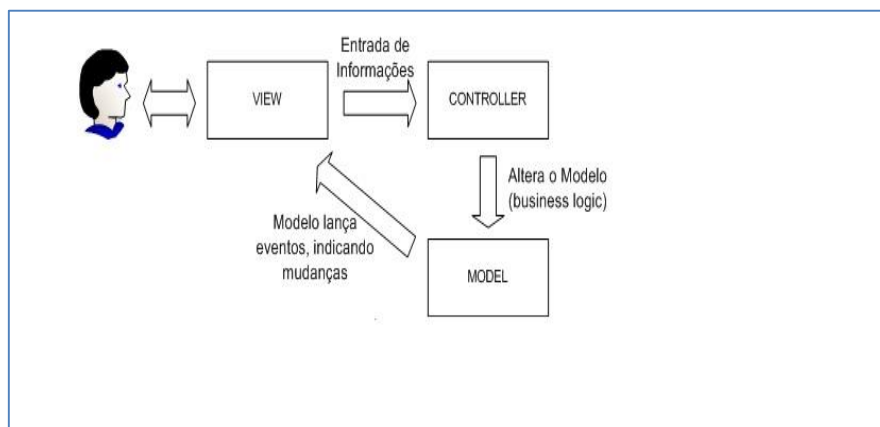 Entrada de
Informações
VIEW
CONTROLLER
Altera o Modelo
(business logic)
Modelo lança
eventos, indicando
mudanças
MODEL